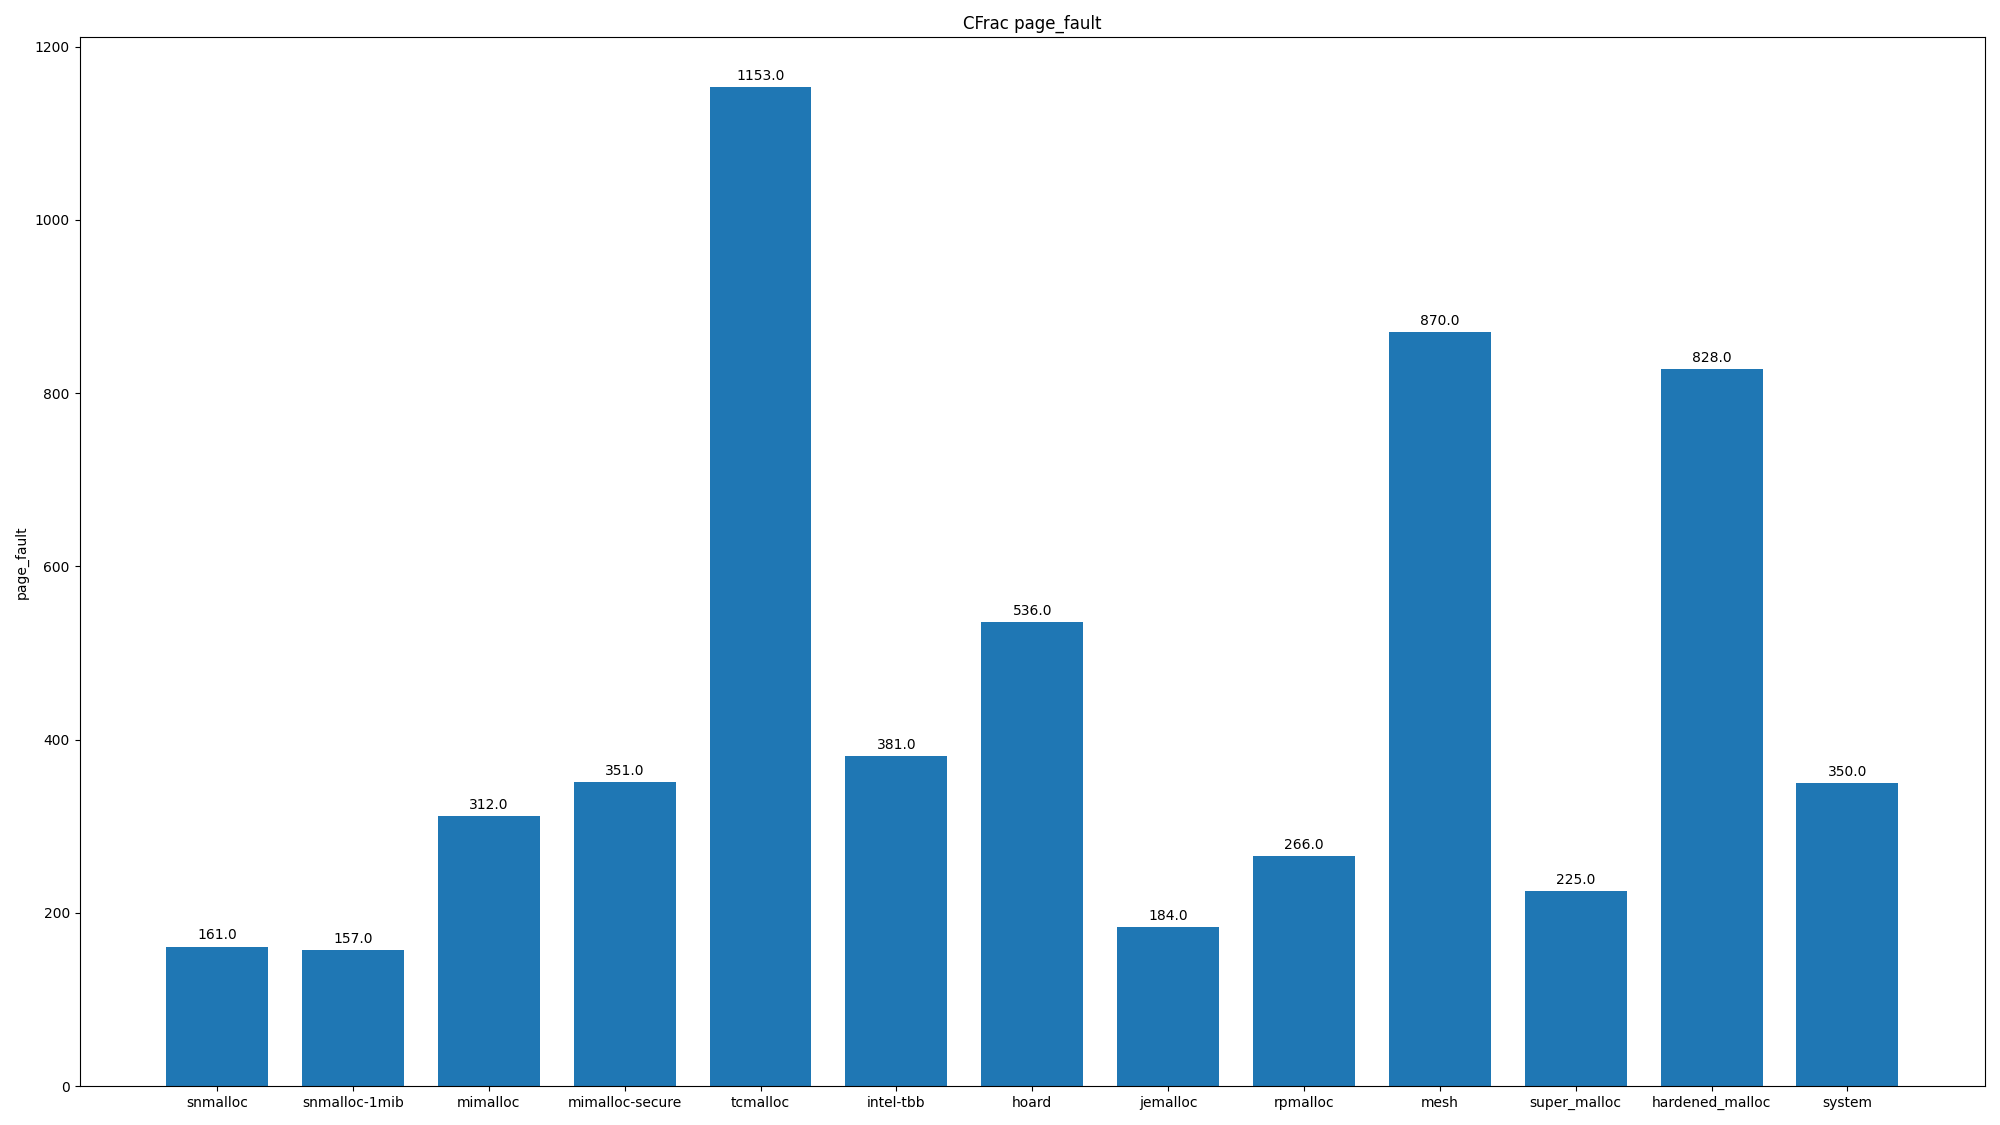 CFrac page_fault
1200
1000
800
600
400
200
0
page_fault
161.0
157.0
312.0
351.0
1153.0
381.0
536.0
184.0
266.0
870.0
225.0
828.0
350.0
snmalloc
snmalloc-1mib
mimalloc
mimalloc-secure
tcmalloc
intel-tbb
hoard
jemalloc
rpmalloc
mesh
super_malloc
hardened_malloc
system